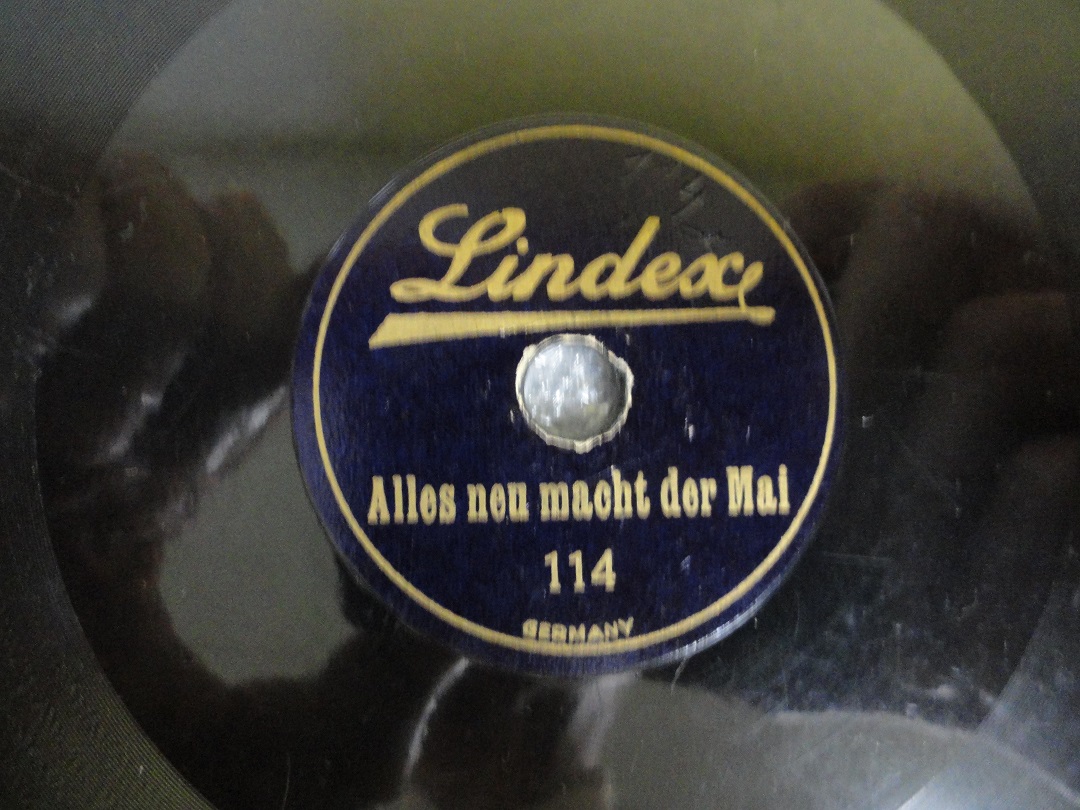 Lindex
Alles neu macht der Mai
114
GERMANY